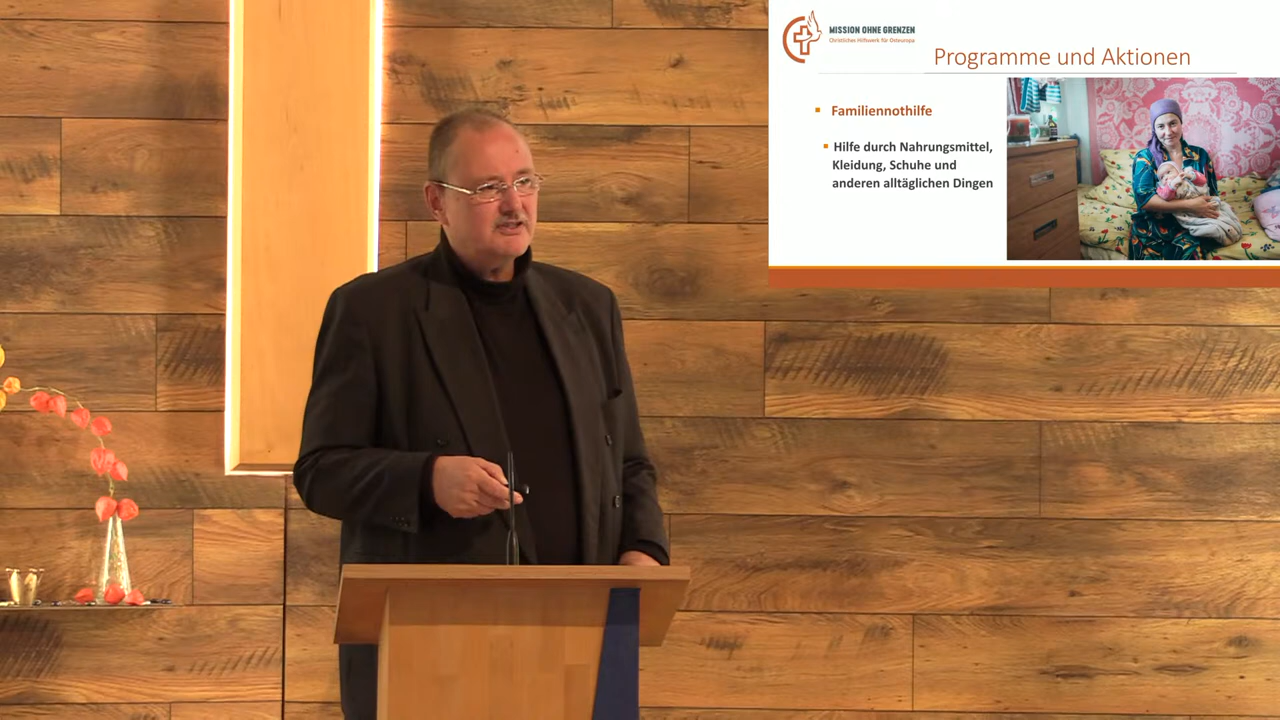 MISSION OHNE GRENZEN
Christliches Hilfswerk für Osteuropa
Programme und Aktionen
Familiennothilfe
Hilfe durch Nahrungsmittel,
Kleidung, Schuhe und
anderen alltäglichen Dingen